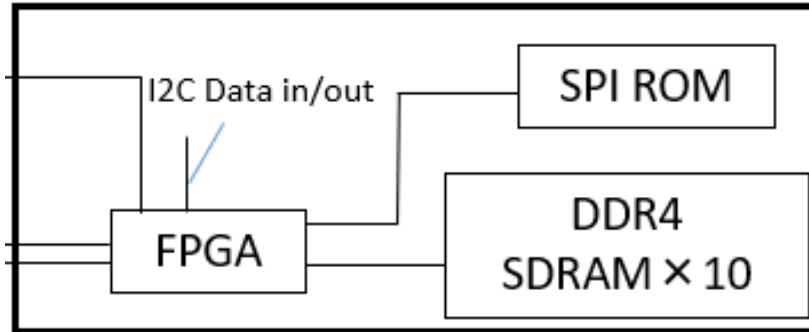 I2C Data in/out
SPI ROM
FPGA
DDR4
SDRAM × 10